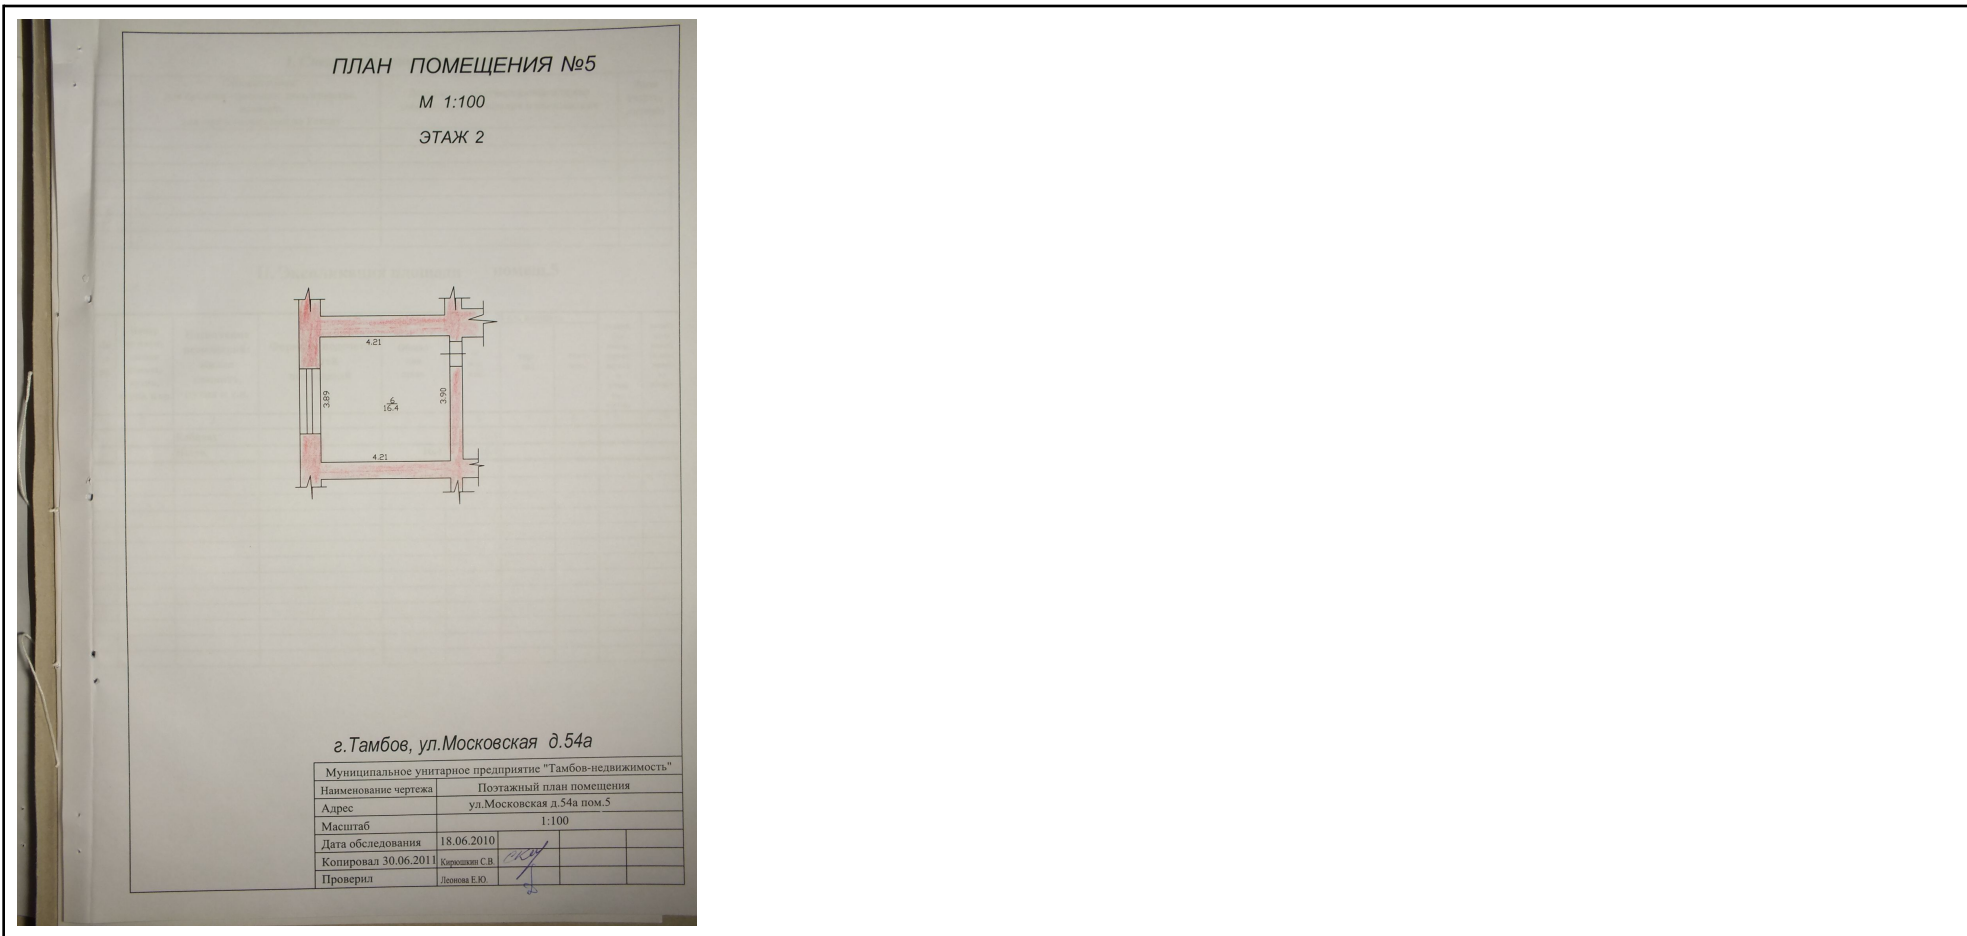 ПЛАН ПОМЕЩЕНИЯ №5
М 1:100
ЭТАЖ 2
4.21
3.89
6
16.4
3.90
4.21
г.Тамбов, ул.Московская д.54а
Муниципальное унитарное предприятие "Тамбов-недвижимость"
Наименование чертежа Поэтажный план помещения
Адрес ул.Московская д.54а пом.5
Масштаб 1:100
Дата обследования 18.06.2010
Копировал 30.06.2011 Кирюшкин С.В.
Проверил Леонова Е.Ю.